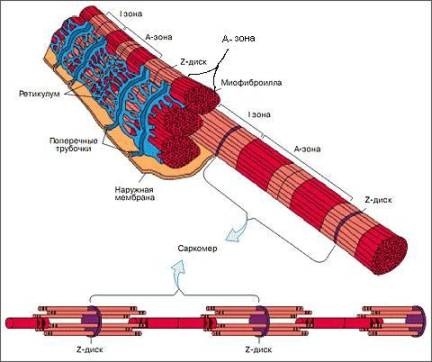 I зона
А-зона
Z-диск
А- зона
Миофибрилла
Ретикулум
I зона
А-зона
Поперечные
трубочки
Z-диск
Наружная
мембрана
Саркомер
Z-диск
Z-диск